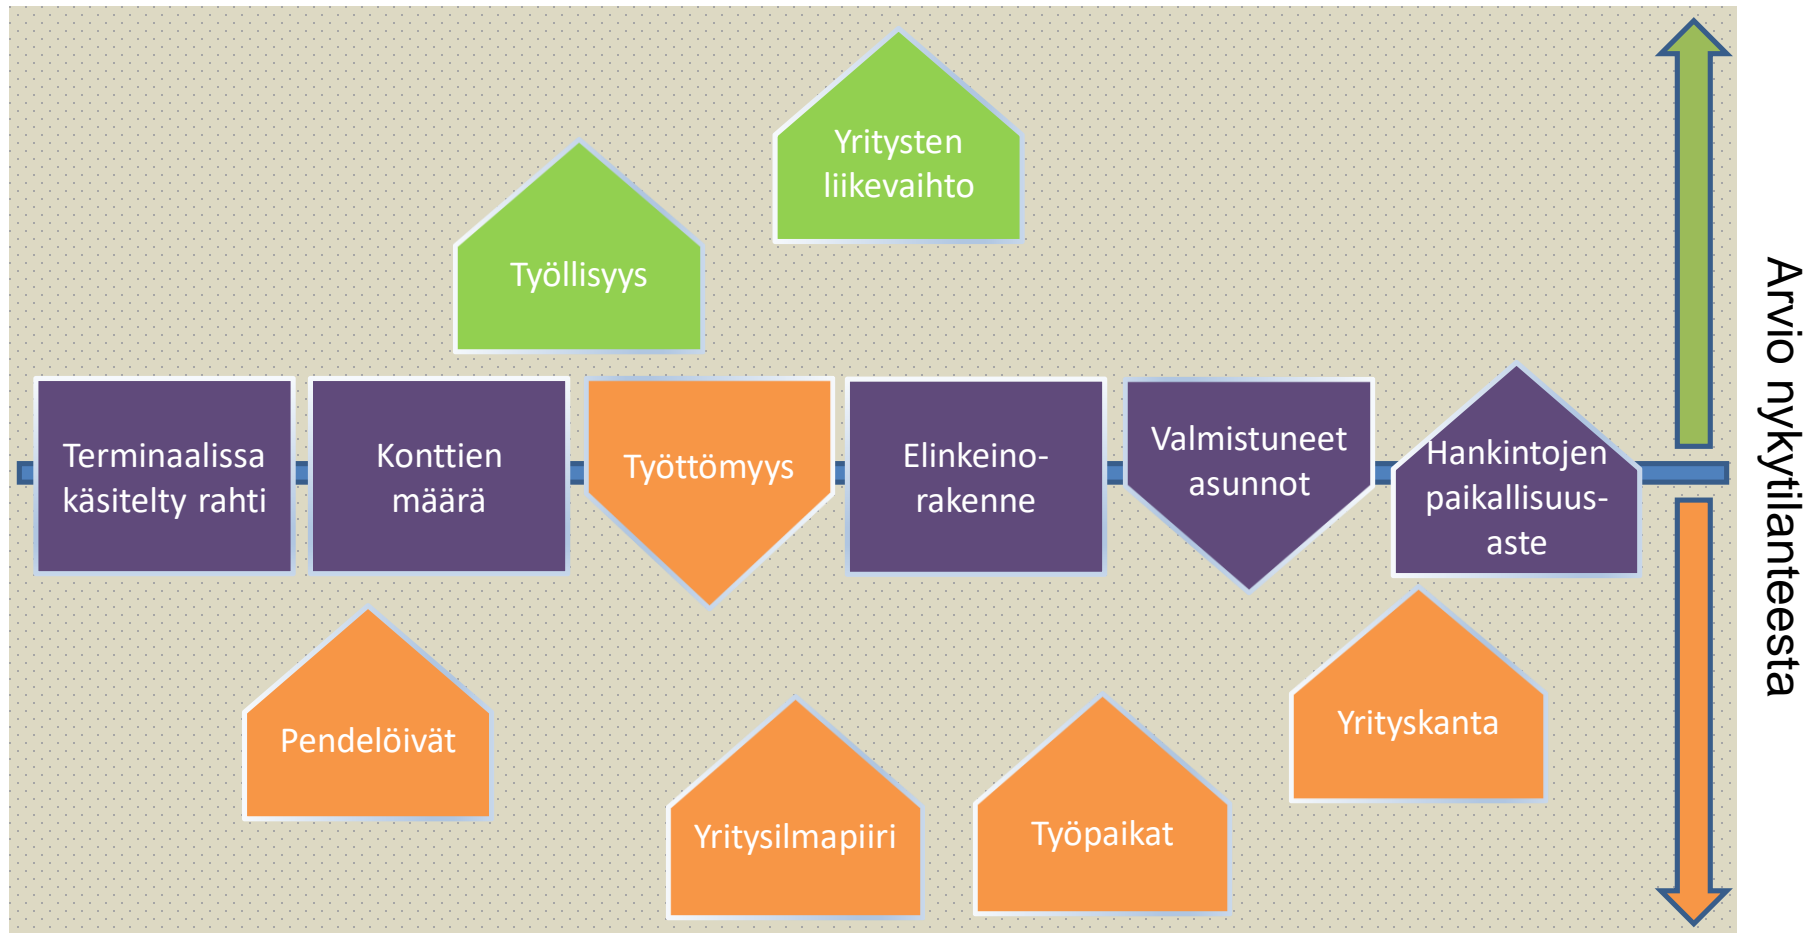 Yritysten
liikevaihto
Työllisyys
Terminaalissa
käsitelty rahti
Konttien
määrä
Työttömyys
Elinkeino-
rakenne
Valmistuneet
asunnot
Hankintojen
paikallisuus-
aste
Pendelöivät
Yritysilmapiiri
Työpaikat
Yrityskanta
Arvio nykytilanteesta